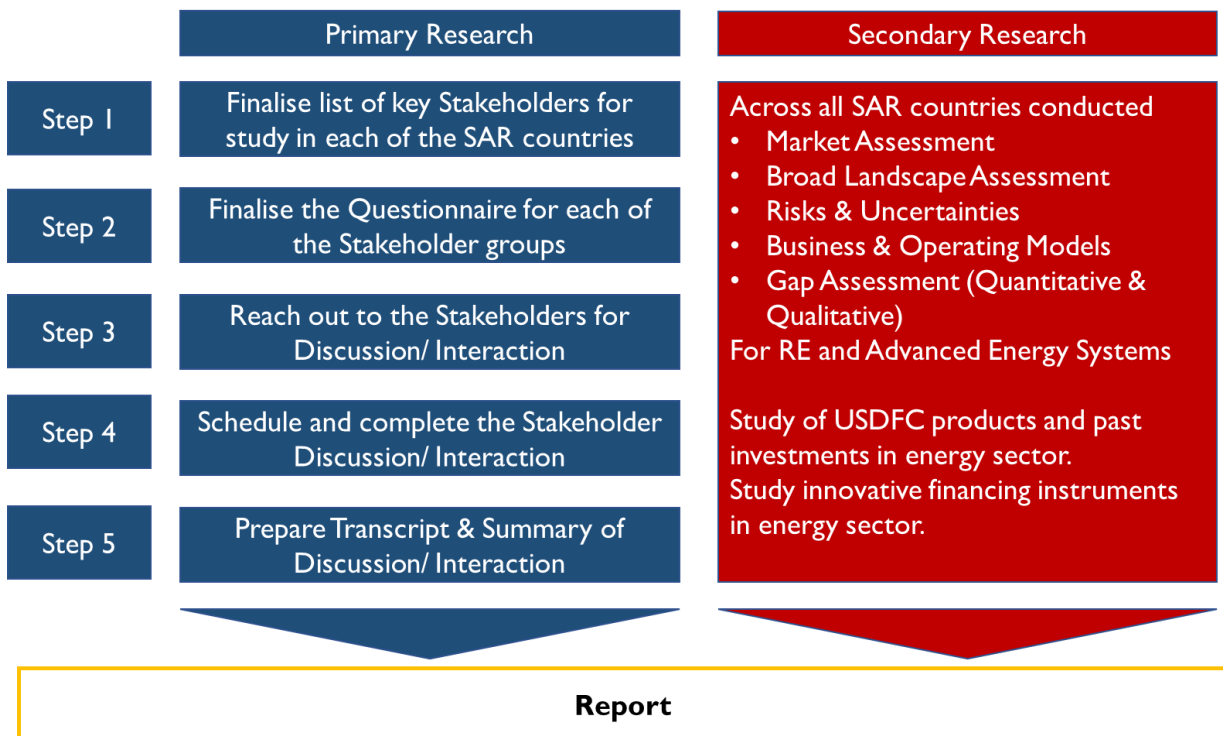 Primary Research
Secondary Research
Step 1
Finalise list of key Stakeholders for
study in each of the SAR countries
Step 2
Finalise the Questionnaire for each of
the Stakeholder groups
Step 3
Reach out to the Stakeholders for
Discussion/ Interaction
Step 4
Schedule and complete the Stakeholder
Discussion/ Interaction
Step 5
Prepare Transcript & Summary of
Discussion/ Interaction
Across all SAR countries conducted
• Market Assessment
• Broad Landscape Assessment
• Risks & Uncertainties
• Business & Operating Models
• Gap Assessment (Quantitative &
Qualitative)
For RE and Advanced Energy Systems
Study of USDFC products and past
investments in energy sector.
Study innovative financing instruments
in energy sector.
Report